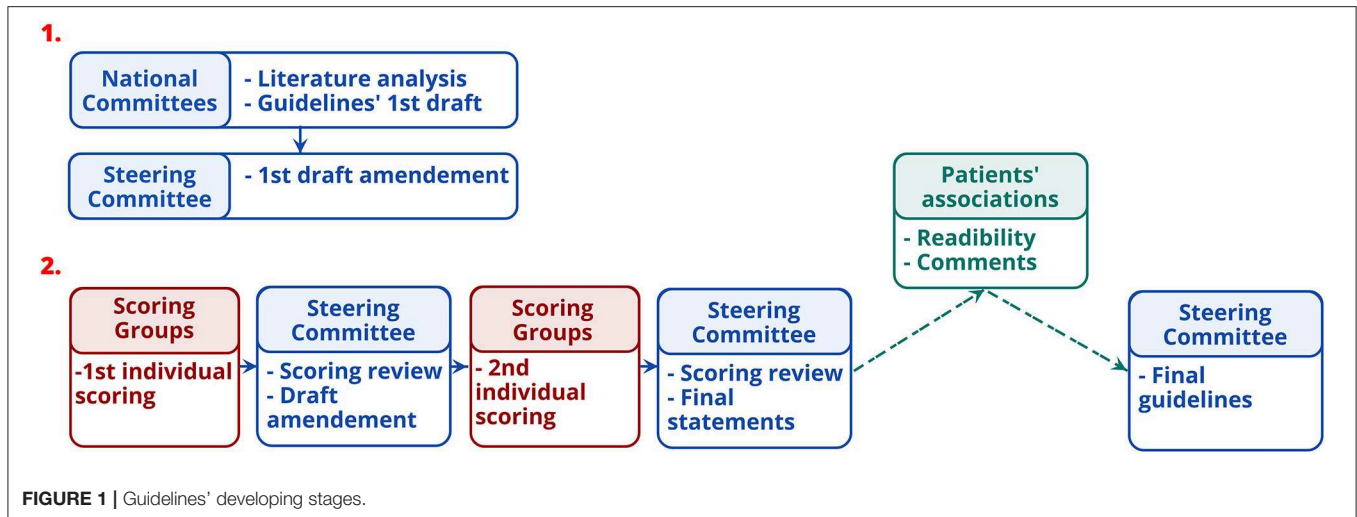 1.
National
Committees
- Literature analysis
- Guidelines' 1st draft
Steering
Committee
- 1st draft amendement
2.
Scoring
Groups
-1st individual
scoring
Steering
Committee
- Scoring review
- Draft
amendement
Scoring
Groups
- 2nd
individual
scoring
Steering
Committee
- Scoring review
- Final
statements
Patients'
associations
- Readibility
- Comments
Steering
Committee
- Final
guidelines
FIGURE 1 | Guidelines' developing stages.